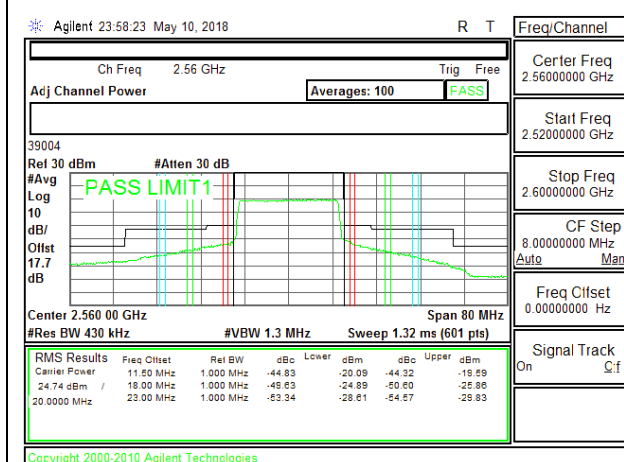 Agilent 23:58:23 May 10, 2018 R T Freq/Channel
Ch Freq 2.56 GHz Trig Free
Adj Channel Power Averages: 100 PASS
39004
Ref 30 dBm #Atten 30 dB
#Avg
Log
10
dB/
Offst
17.7
dB
PASS LIMIT1
Center 2.560 00 GHz Span 80 MHz
#Res BW 430 kHz #VBW 1.3 MHz Sweep 1.32 ms (601 pts)
RMS Results Freq Offset Ref BW dBc Lower dBm dBc Upper dBm
Carrier Power 11.50 MHz 1.000 MHz -44.83 -20.09 -44.32 -19.59
24.74 dBm / 18.00 MHz 1.000 MHz -49.63 -24.89 -50.60 -25.86
20.0000 MHz 23.00 MHz 1.000 MHz -53.34 -28.61 -54.57 -29.83
Copyright 2000-2010 Agilent Technologies
Center Freq
2.56000000 GHz
Start Freq
2.52000000 GHz
Stop Freq
2.60000000 GHz
CF Step
8.00000000 MHz
Auto Man
Freq Offset
0.00000000 Hz
Signal Track
On Off